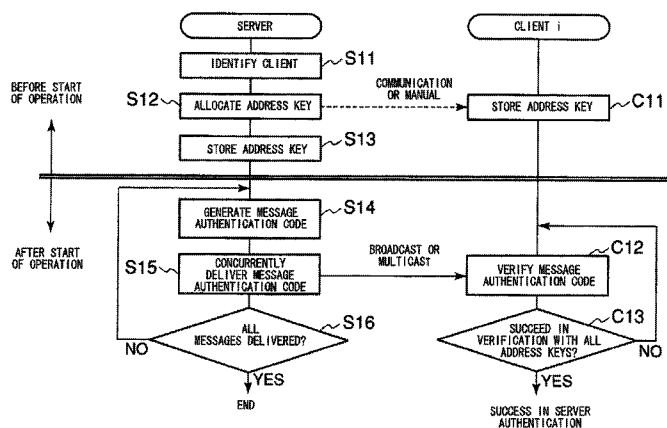 SERVER
CLIENT i
IDENTIFY CLIENT
S11
BEFORE START
OF OPERATION
S12
ALLOCATE ADDRESS KEY
COMMUNICATION
OR MANUAL
STORE ADDRESS KEY
C11
STORE ADDRESS KEY
S13
GENERATE MESSAGE
AUTHENTICATION CODE
S14
AFTER START
OF OPERATION
S15
CONCURRENTLY
DELIVER MESSAGE
AUTHENTICATION CODE
BROADCAST OR
MULTICAST
VERIFY MESSAGE
AUTHENTICATION CODE
C12
ALL
MESSAGES DELIVERED?
S16
NO
YES
END
SUCCEED IN
VERIFICATION WITH ALL
ADDRESS KEYS?
C13
NO
YES
SUCCESS IN SERVER
AUTHENTICATION